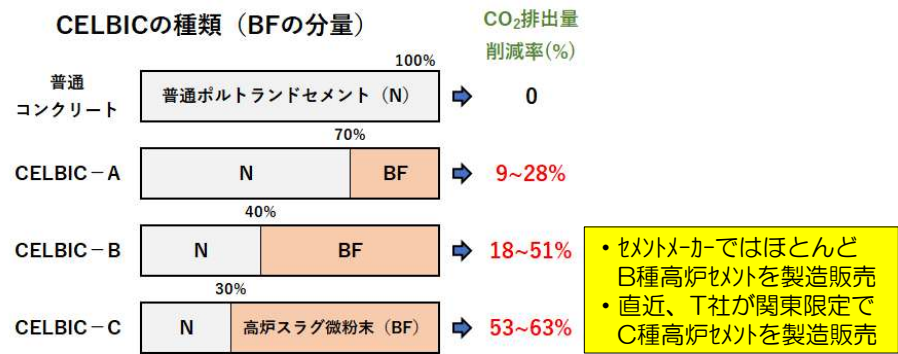 CELBICの種類（BFの分量）
CO₂排出量
削減率(%)
100%
普通
コンクリート
普通ポルトランドセメント（N）
0
70%
CELBIC－A
N
BF
9~28%
40%
CELBIC－B
N
BF
18~51%
30%
CELBIC－C
N
高炉スラグ微粉末（BF）
53~63%
・ｾﾒﾝﾄﾒｰｶｰではほとんど
B種高炉ｾﾒﾝﾄを製造販売
・直近、T社が関東限定で
C種高炉ｾﾒﾝﾄを製造販売